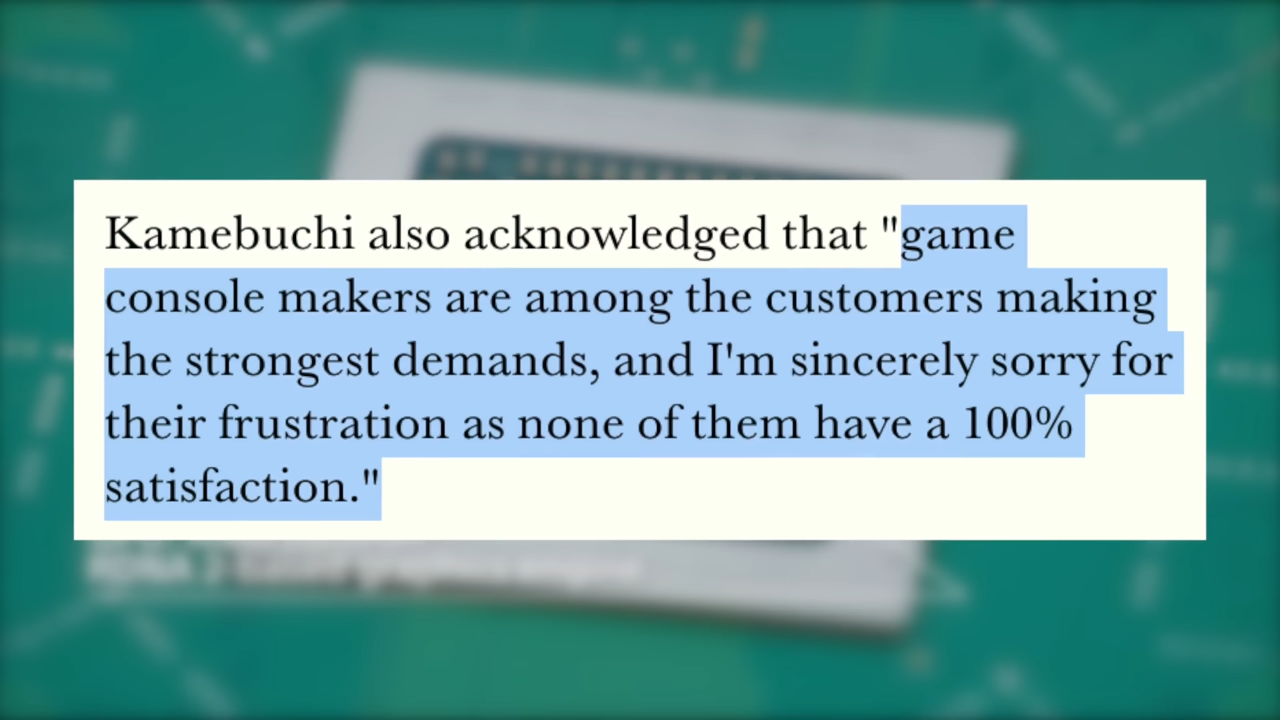 Kamebuchi also acknowledged that "game
console makers are among the customers making
the strongest demands, and I'm sincerely sorry for
their frustration as none of them have a 100%
satisfaction."